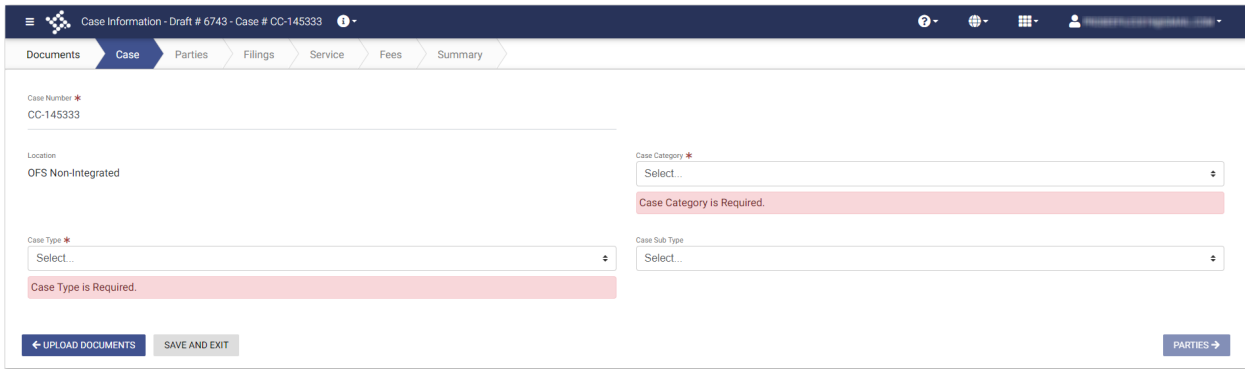 Case Information - Draft # 6743 - Case # CC-145333
Documents Case Parties Filings Service Fees Summary
Case Number *
CC-145333
Location
OFS Non-Integrated
Case Category *
Select...
Case Category is Required.
Case Type *
Select...
Case Type is Required.
Case Sub Type
Select...
UPLOAD DOCUMENTS SAVE AND EXIT PARTIES